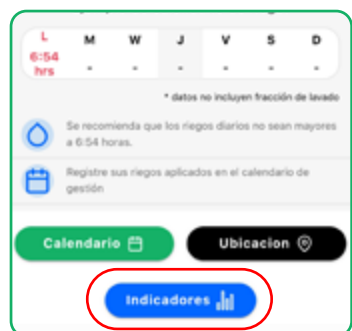 L M W J V S D
6:54 hrs - - - - - -
* datos no incluyen fracción de lavado
Se recomienda que los riegos diarios no sean mayores
a 6:54 horas.
Registre sus riegos aplicados en el calendario de
gestión
Calendario Ubicacion
Indicadores